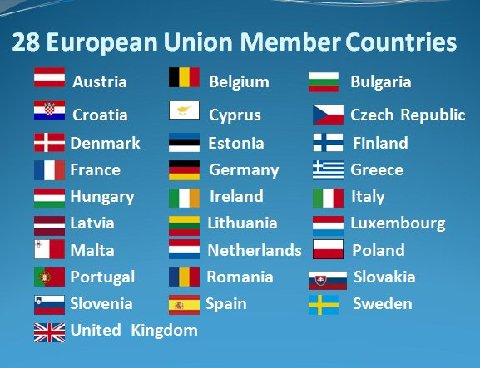 28 European Union Member Countries
Austria Belgium Bulgaria
Croatia Cyprus Czech Republic
Denmark Estonia Finland
France Germany Greece
Hungary Ireland Italy
Latvia Lithuania Luxembourg
Malta Netherlands Poland
Portugal Romania Slovakia
Slovenia Spain Sweden
United Kingdom